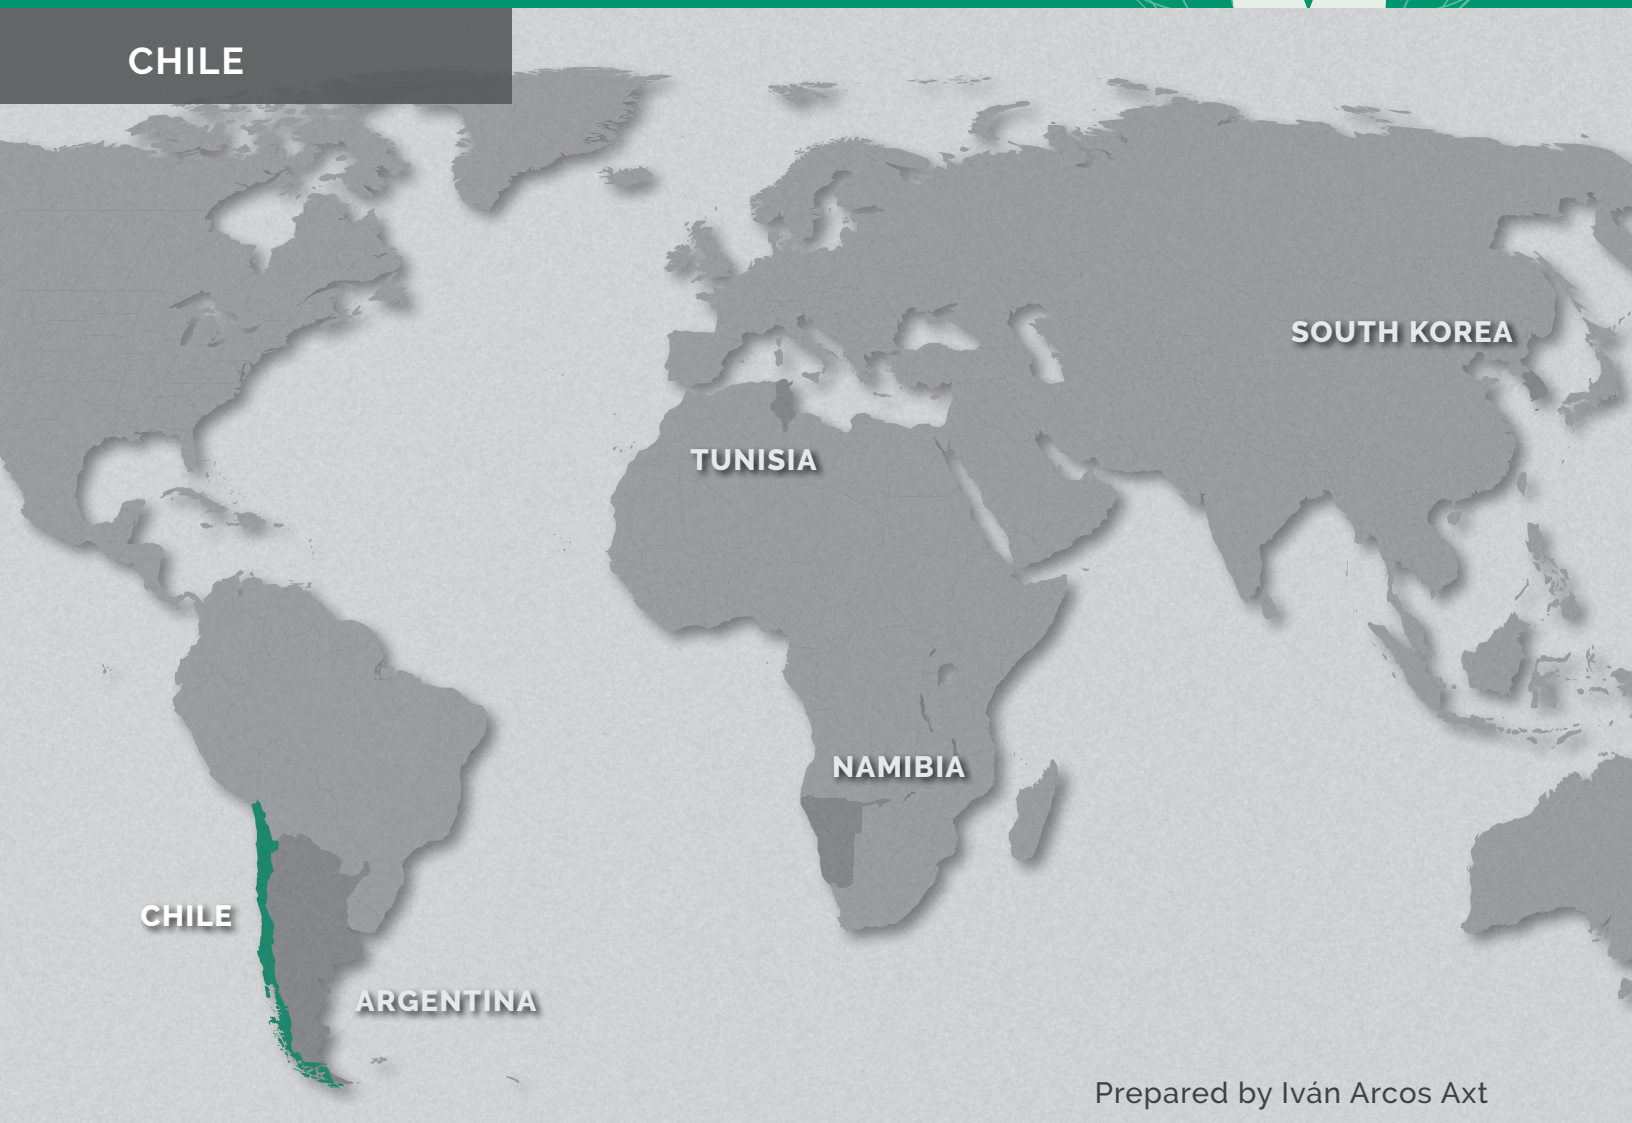 CHILE
SOUTH KOREA
TUNISIA
NAMIBIA
CHILE
ARGENTINA
Prepared by Iván Arcos Axt